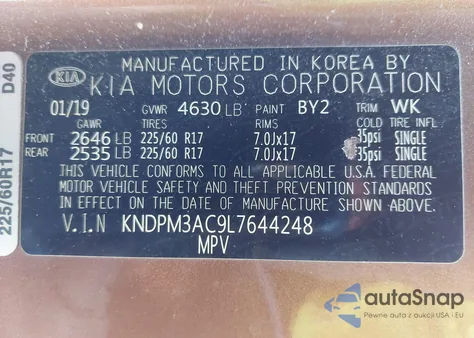 MANUFACTURED IN KOREA BY
KIA KIA MOTORS CORPORATION
01/19 GVWR 4630 LB PAINT BY2 TRIM WK
GAWR TIRES RIMS COLD TIRE INFL.
FRONT 2646 LB 225/60 R17 7.0Jx17 35psi SINGLE
REAR 2535 LB 225/60 R17 7.0Jx17 35psi SINGLE
THIS VEHICLE CONFORMS TO ALL APPLICABLE U.S.A FEDERAL
MOTOR VEHICLE SAFETY AND THEFT PREVENTION STANDARDS
IN EFFECT ON THE DATE OF MANUFACTURE SHOWN ABOVE.
V.I.N KNDPM3AC9L7644248
MPV
225/60R17 D40
autoSnap
Pewne auta z aukcji USA i EU